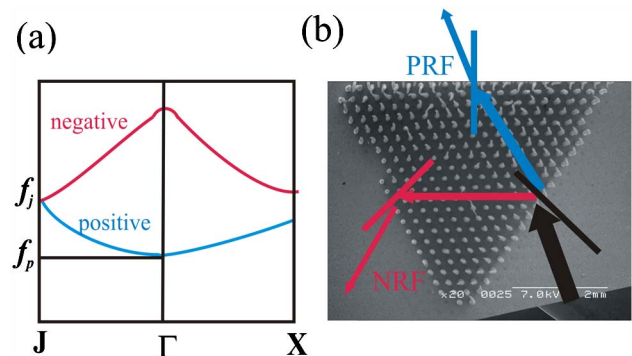 (a)
negative
f_j
positive
f_p
J Γ X
(b)
PRF
NRF
×20 0025 7.0kV 2mm